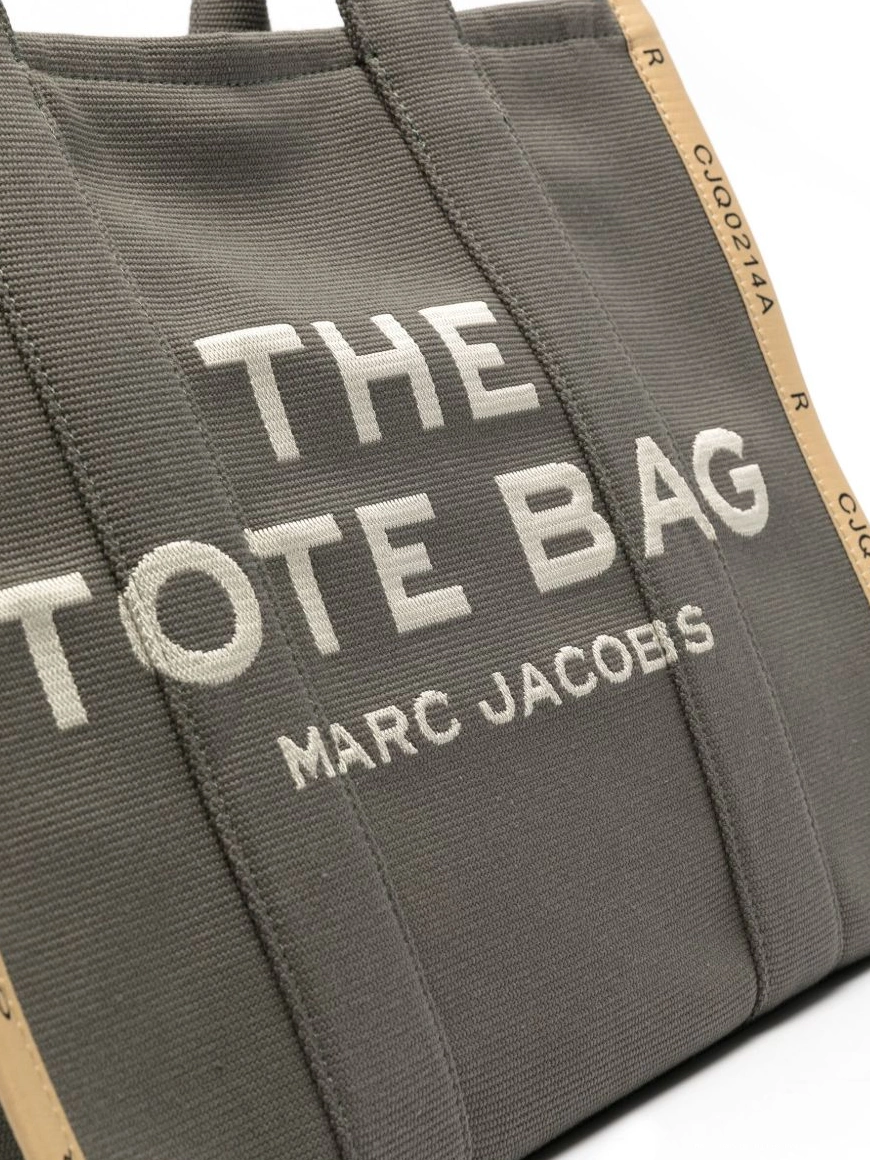 THE
TOTE BAG
MARC JACOBS
R
CJQ0214A
R
CJQ